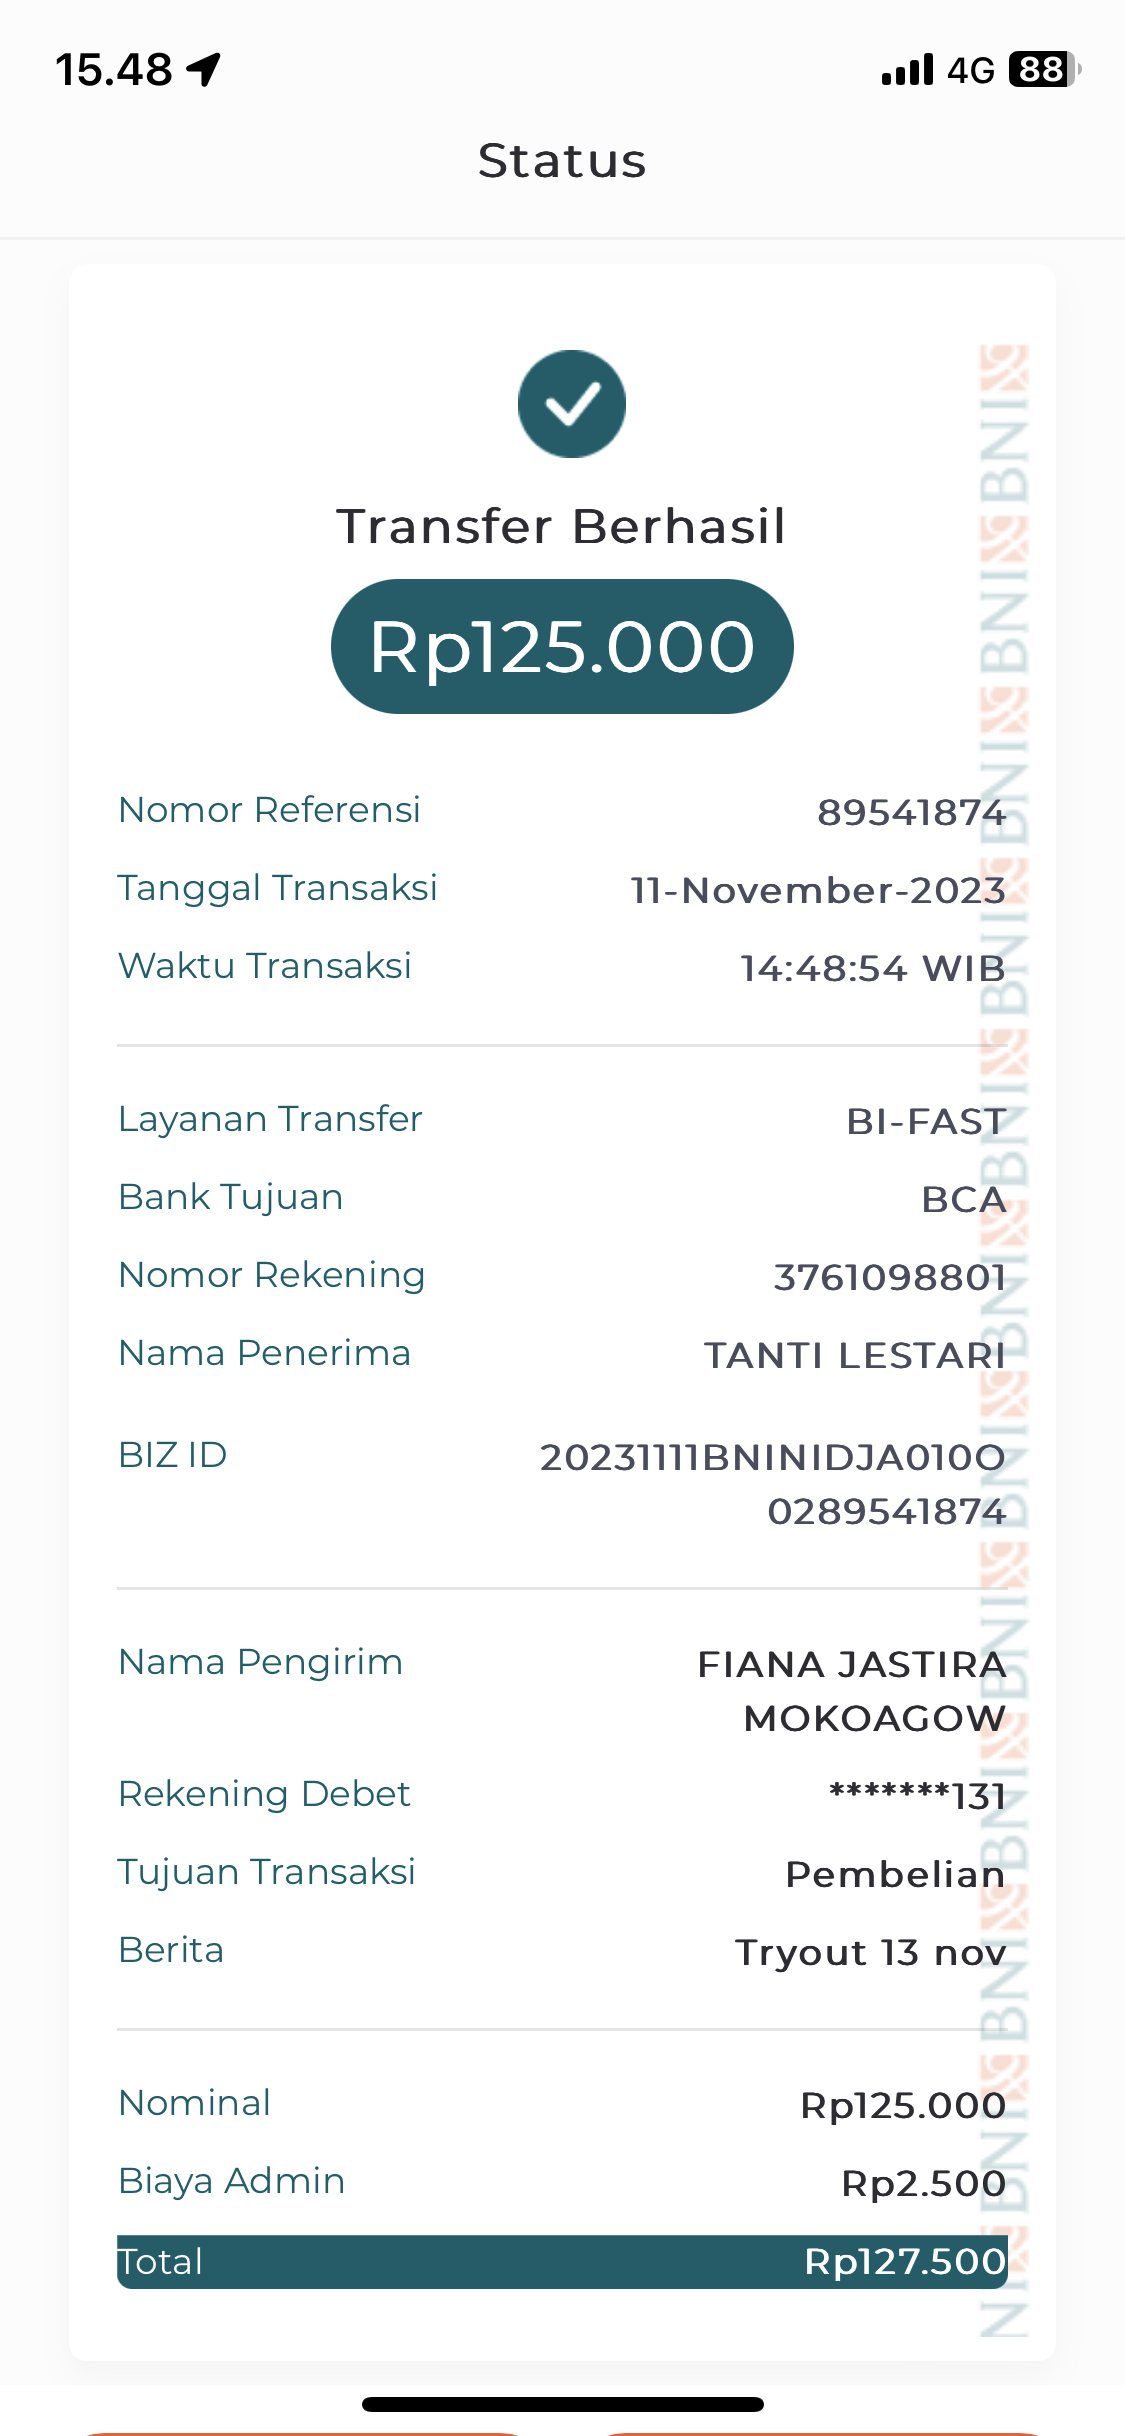 15.48 4G 88
Status
Transfer Berhasil
Rp125.000
Nomor Referensi 89541874
Tanggal Transaksi 11-November-2023
Waktu Transaksi 14:48:54 WIB
Layanan Transfer BI-FAST
Bank Tujuan BCA
Nomor Rekening 3761098801
Nama Penerima TANTI LESTARI
BIZ ID 20231111BNINIDJA010O
0289541874
Nama Pengirim FIANA JASTIRA
MOKOAGOW
Rekening Debet *******131
Tujuan Transaksi Pembelian
Berita Tryout 13 nov
Nominal Rp125.000
Biaya Admin Rp2.500
Total Rp127.500
BNI BNI BNI BNI BNI BNI BNI BNI BNI BNI BNI NI